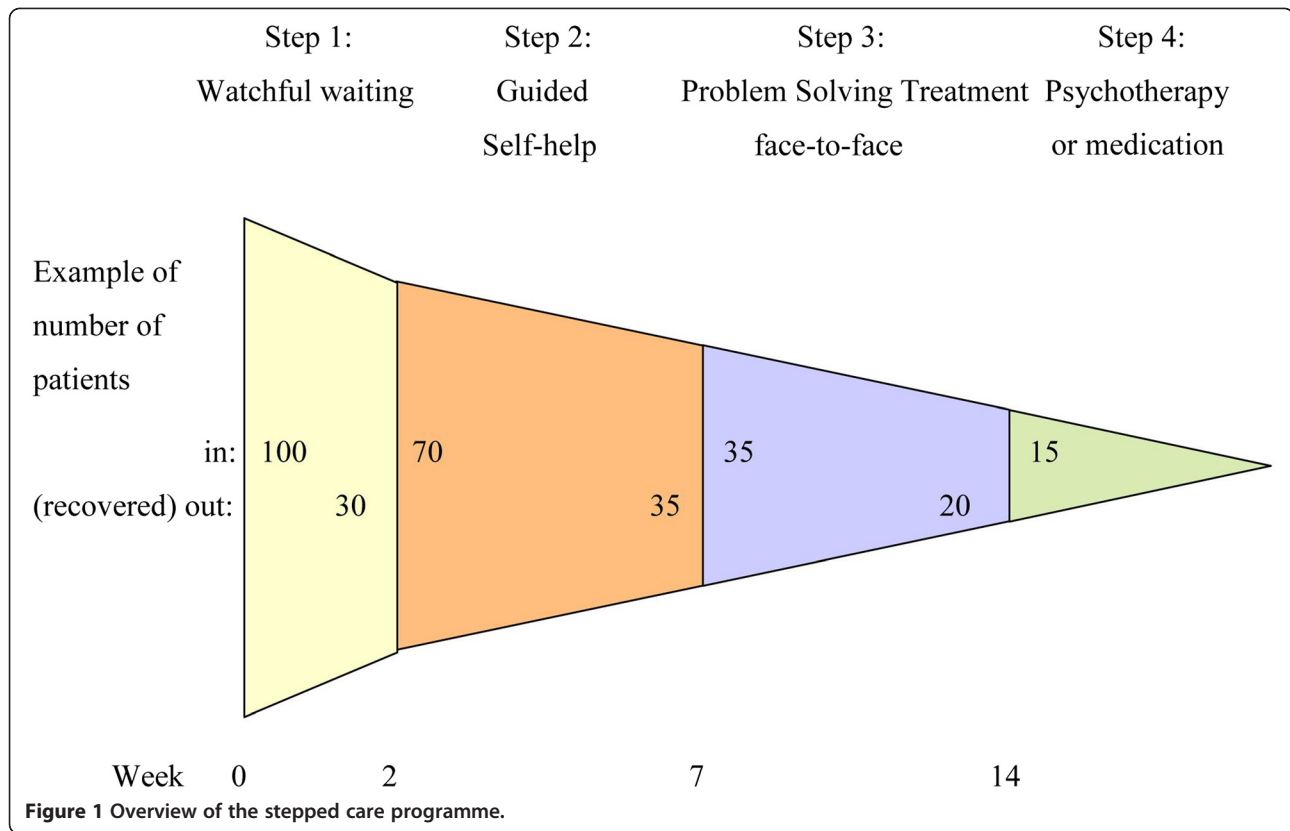 Step 1: Step 2: Step 3: Step 4:
Watchful waiting Guided Problem Solving Treatment Psychotherapy
Self-help face-to-face or medication
Example of
number of
patients
in: 100 70 35 15
(recovered) out: 30 35 20
Week 0 2 7 14
Figure 1 Overview of the stepped care programme.